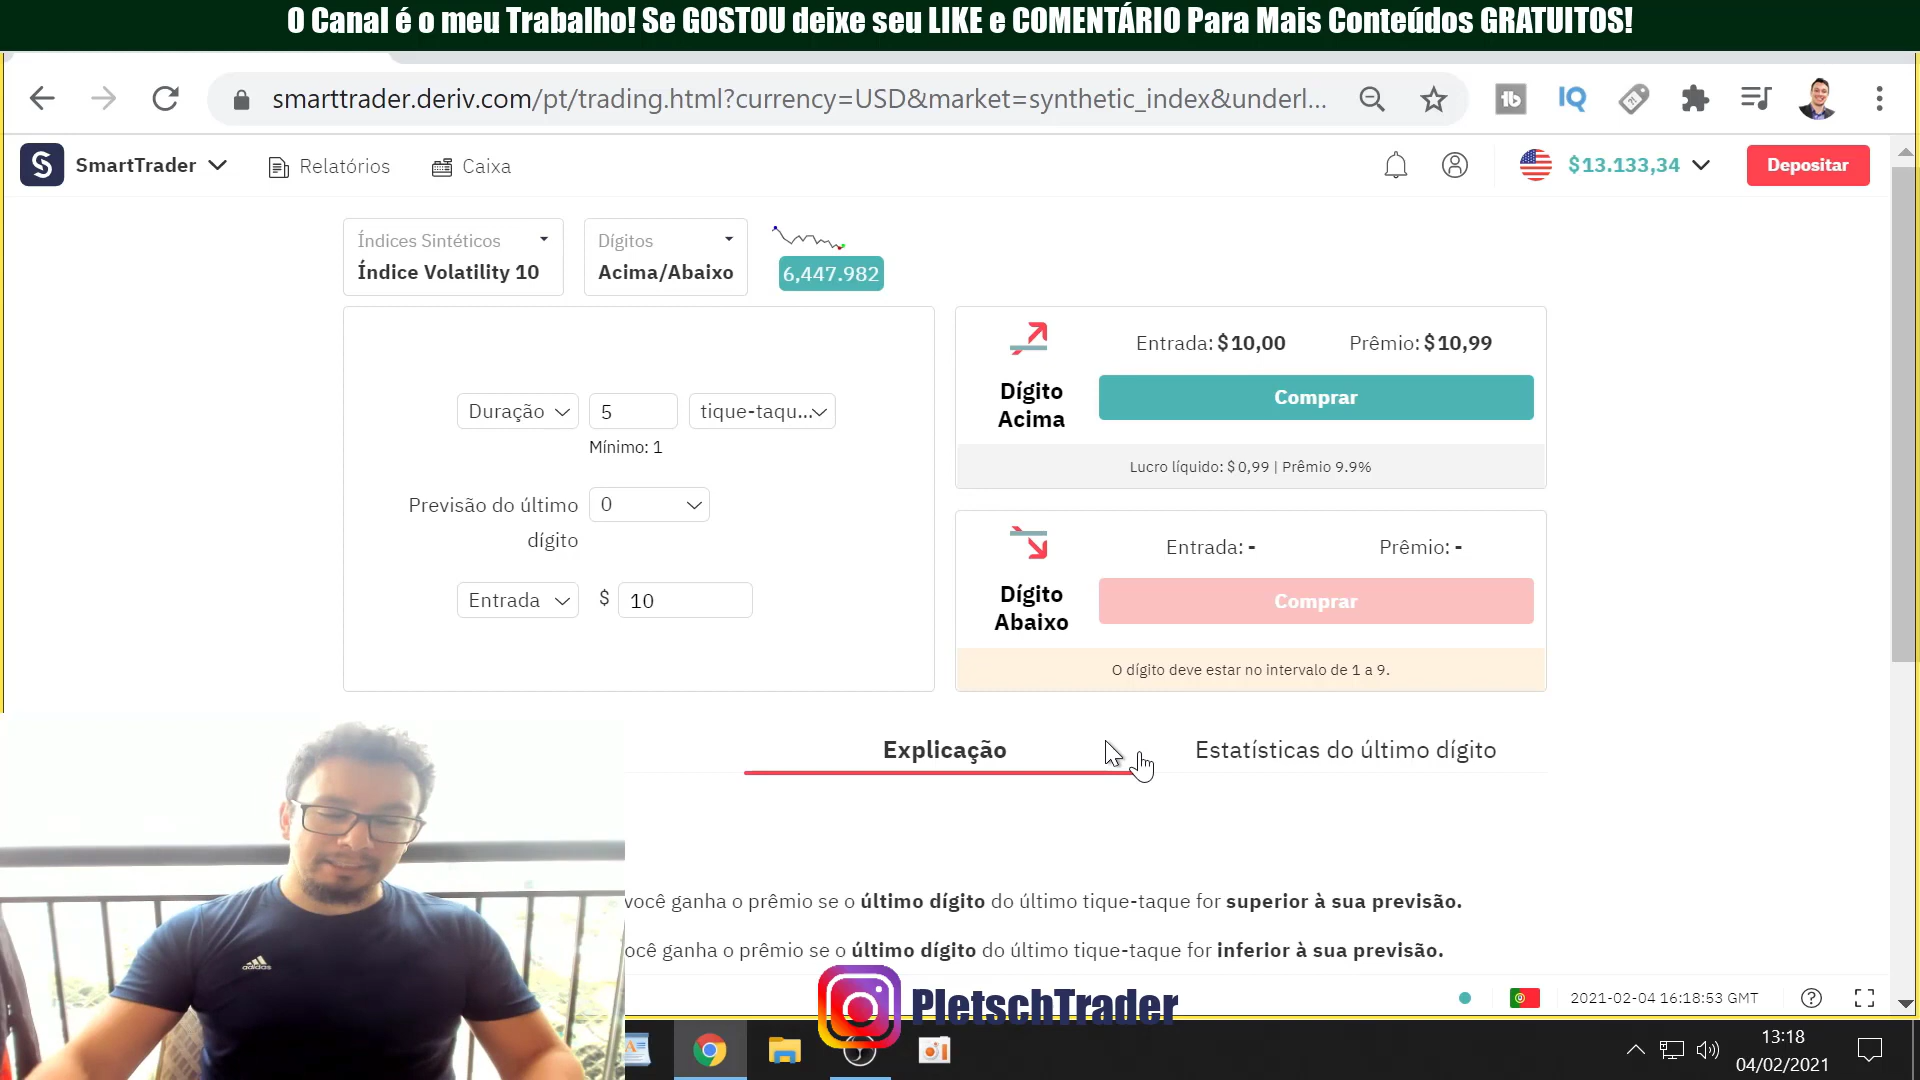 O Canal é o meu Trabalho! Se GOSTOU deixe seu LIKE e COMENTÁRIO Para Mais Conteúdos GRATUITOS!
smarttrader.deriv.com/pt/trading.html?currency=USD&market=synthetic_index&underl...
SmartTrader
Relatórios
Caixa
$13.133,34
Depositar
Índices Sintéticos
Índice Volatility 10
Dígitos
Acima/Abaixo
6,447.982
Duração
5
tique-taqu...
Mínimo: 1
Previsão do último
dígito
0
Entrada
$
10
Entrada: $10,00
Prêmio: $10,99
Dígito
Acima
Comprar
Lucro líquido: $ 0,99 | Prêmio 9.9%
Entrada: -
Prêmio: -
Dígito
Abaixo
Comprar
O dígito deve estar no intervalo de 1 a 9.
Explicação
Estatísticas do último dígito
você ganha o prêmio se o último dígito do último tique-taque for superior à sua previsão.
ocê ganha o prêmio se o último dígito do último tique-taque for inferior à sua previsão.
adidas
PletschTrader
2021-02-04 16:18:53 GMT
13:18
04/02/2021